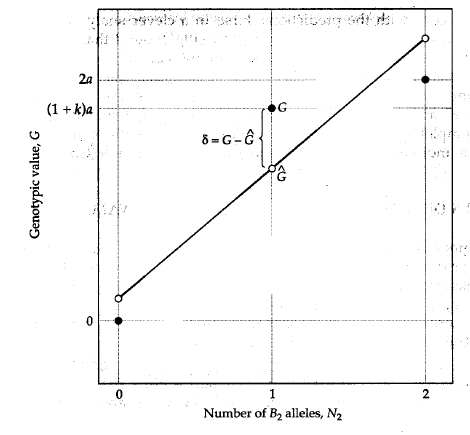 2a
(1 + k)a
G
δ = G – Ĝ
Ĝ
Genotypic value, G
0
0
1
2
Number of B₂ alleles, N₂